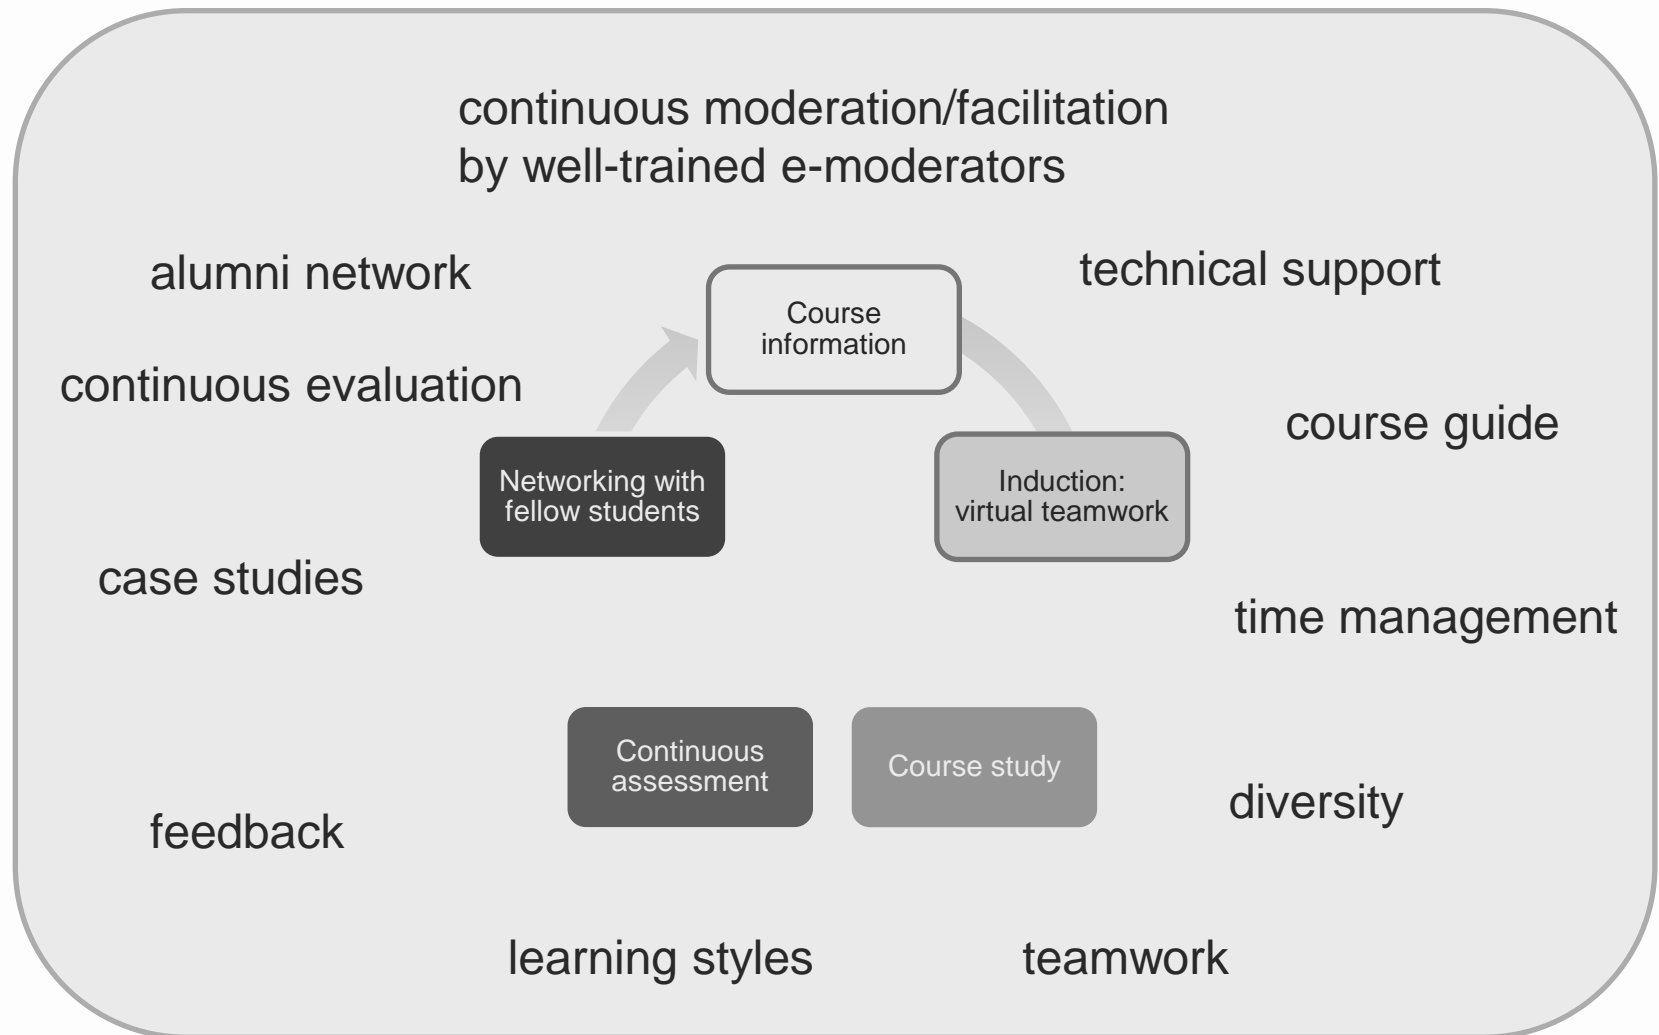 continuous moderation/facilitation
by well-trained e-moderators
alumni network
technical support
Course
information
continuous evaluation
course guide
Networking with
fellow students
Induction:
virtual teamwork
case studies
time management
Continuous
assessment
Course study
diversity
feedback
learning styles
teamwork